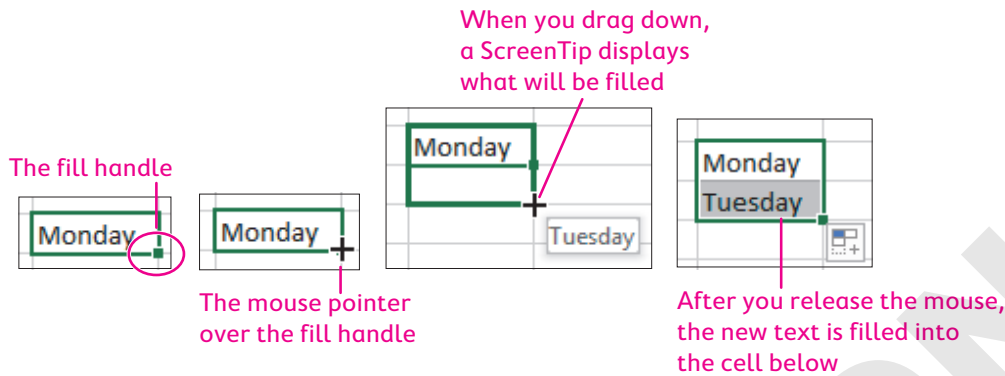 When you drag down,
a ScreenTip displays
what will be filled
The fill handle
Monday
Monday
The mouse pointer
over the fill handle
Monday
Tuesday
Monday
Tuesday
After you release the mouse,
the new text is filled into
the cell below